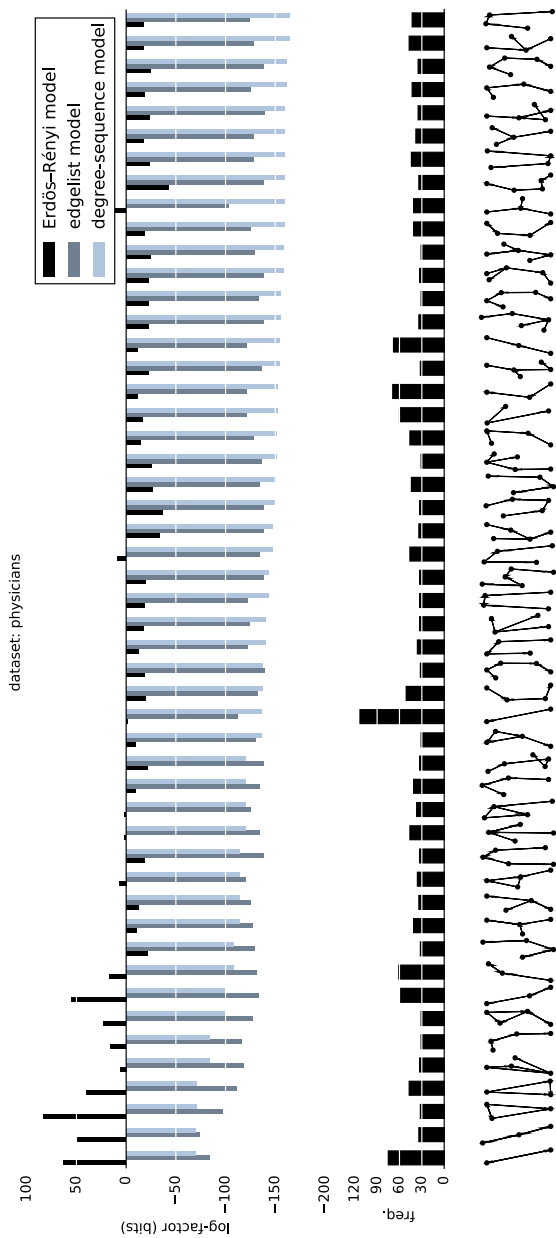 dataset: physicians
Erdös–Rényi model
edgelist model
degree-sequence model
log-factor (bits)
100
50
0
−50
−100
−150
−200
freq.
120
90
60
30
0